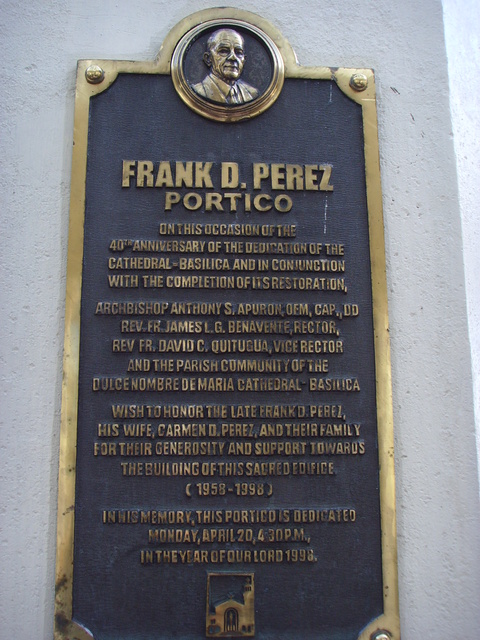 FRANK D. PEREZ
PORTICO
ON THIS OCCASION OF THE
40TH ANNIVERSARY OF THE DEDICATION OF THE
CATHEDRAL-BASILICA AND IN CONJUNCTION
WITH THE COMPLETION OF ITS RESTORATION,
ARCHBISHOP ANTHONY S. APURON, OFM, CAP., DD
REV. FR. JAMES L.G. BENAVENTE, RECTOR,
REV. FR. DAVID C. QUITUGUA, VICE RECTOR
AND THE PARISH COMMUNITY OF THE
DULCE NOMBRE DE MARIA CATHEDRAL-BASILICA
WISH TO HONOR THE LATE FRANK D. PEREZ,
HIS WIFE, CARMEN D. PEREZ, AND THEIR FAMILY
FOR THEIR GENEROSITY AND SUPPORT TOWARDS
THE BUILDING OF THIS SACRED EDIFICE.
(1958-1998)
IN HIS MEMORY, THIS PORTICO IS DEDICATED
MONDAY, APRIL 20, 4:30 P.M.,
IN THE YEAR OF OUR LORD 1998.